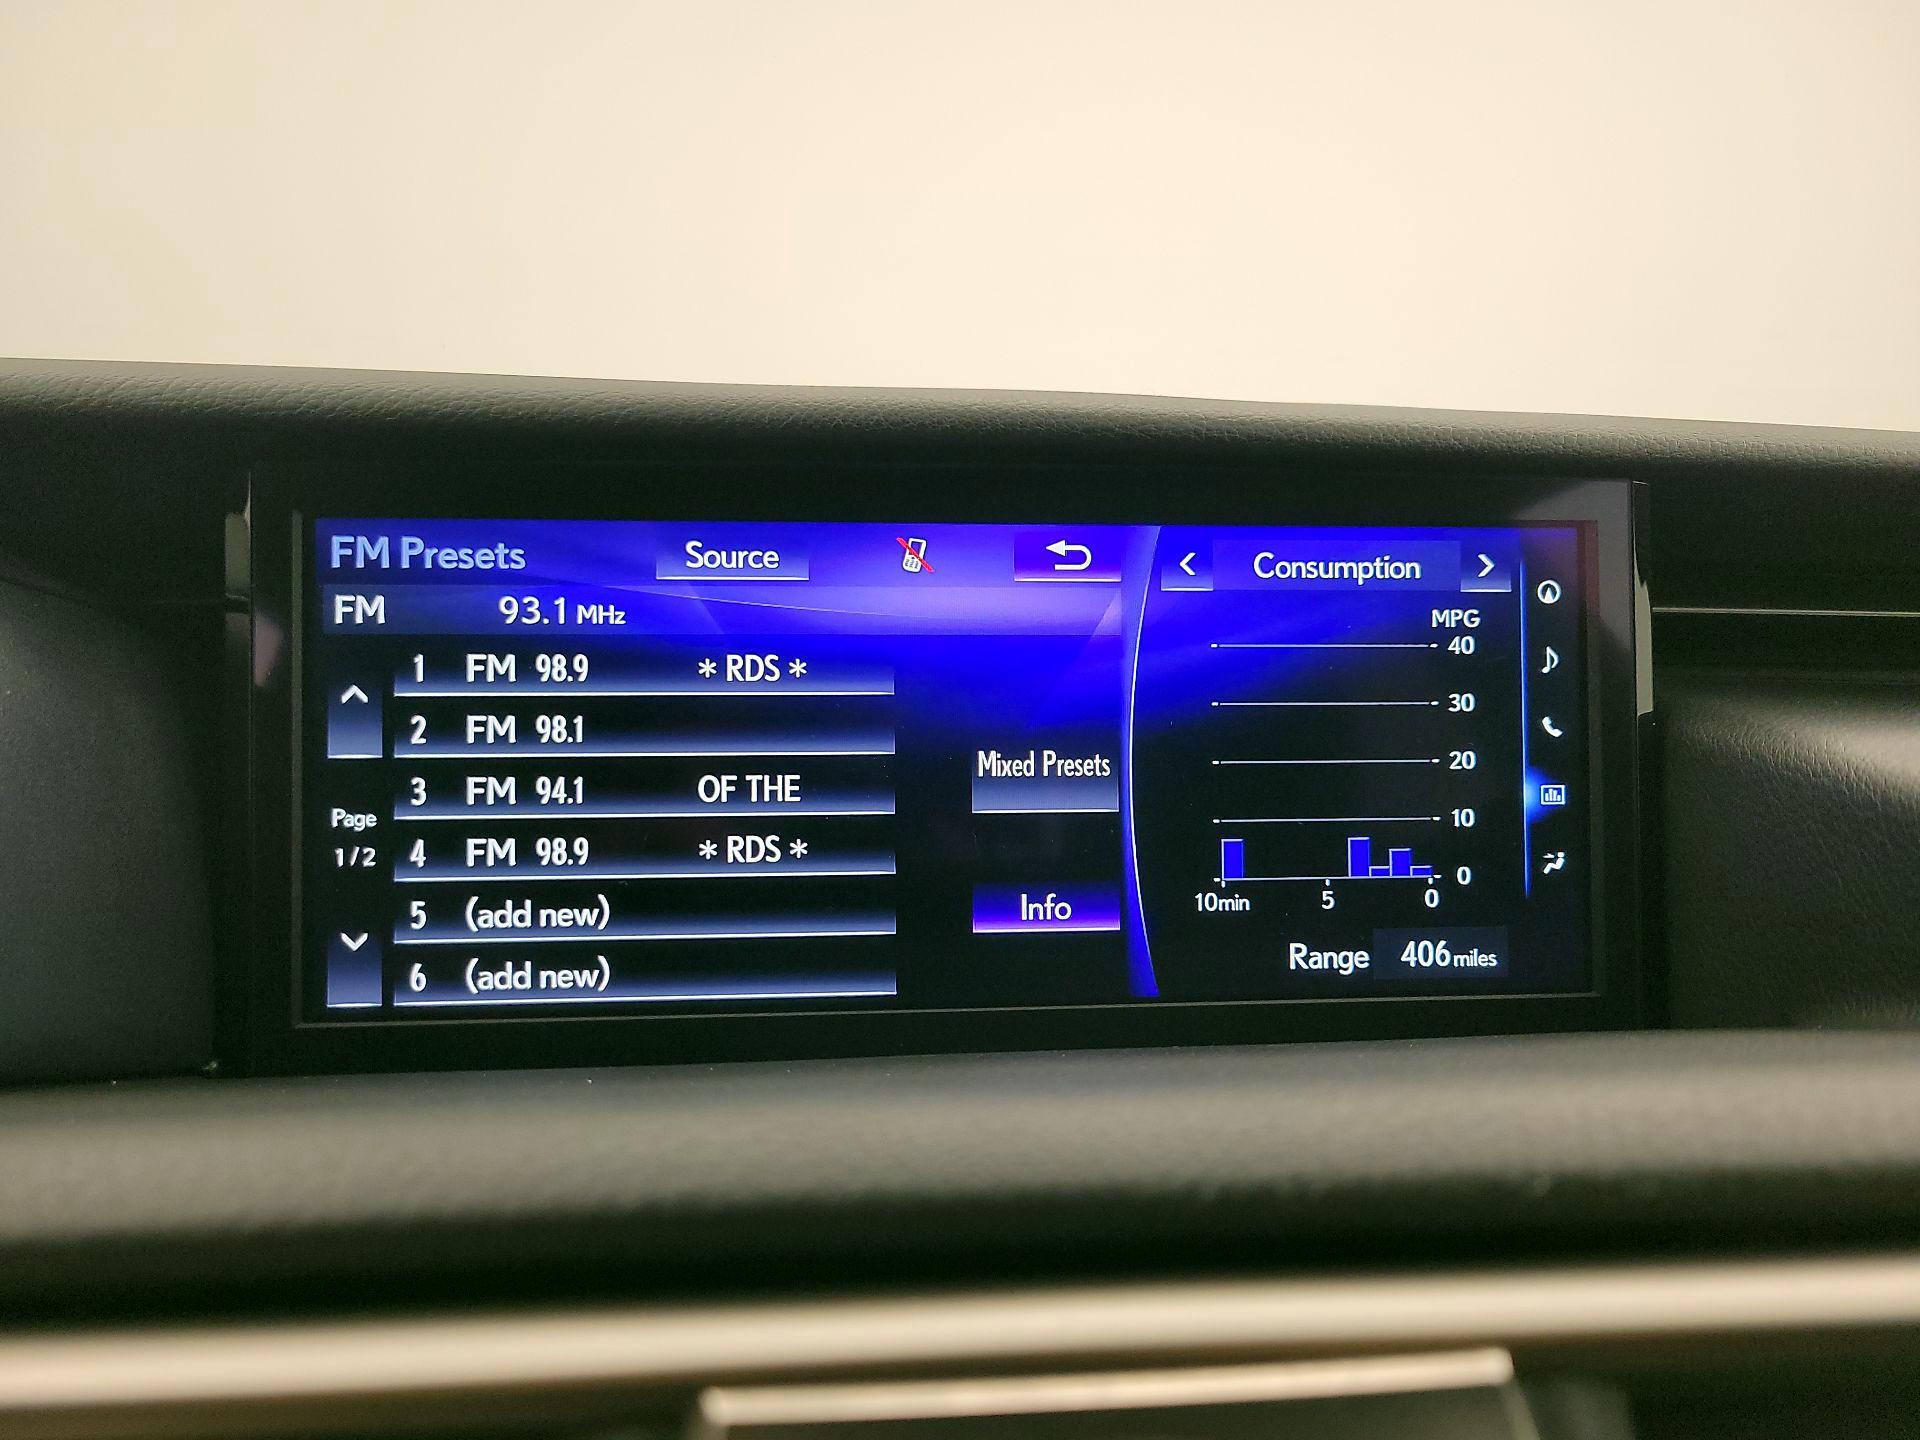 FM Presets Source
FM 93.1 MHz
1 FM 98.9 * RDS *
2 FM 98.1
3 FM 94.1 OF THE
Page
1/2
4 FM 98.9 * RDS *
5 (add new)
6 (add new)
Mixed Presets
Info
< Consumption >
MPG
40
30
20
10
0
10min 5 0
Range 406 miles